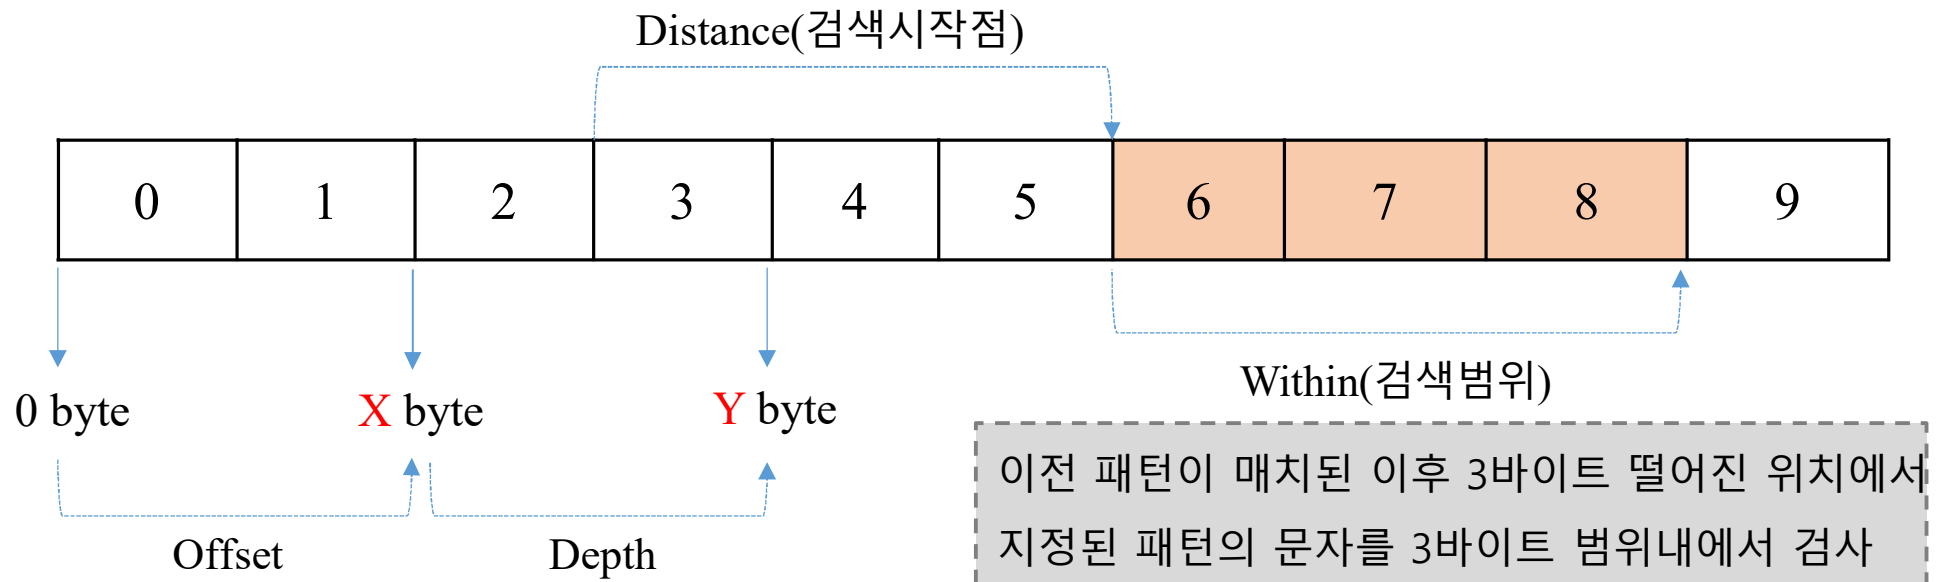 Distance(검색시작점)
0 1 2 3 4 5 6 7 8 9
0 byte X byte Y byte
Within(검색범위)
Offset Depth
이전 패턴이 매치된 이후 3바이트 떨어진 위치에서
지정된 패턴의 문자를 3바이트 범위내에서 검사